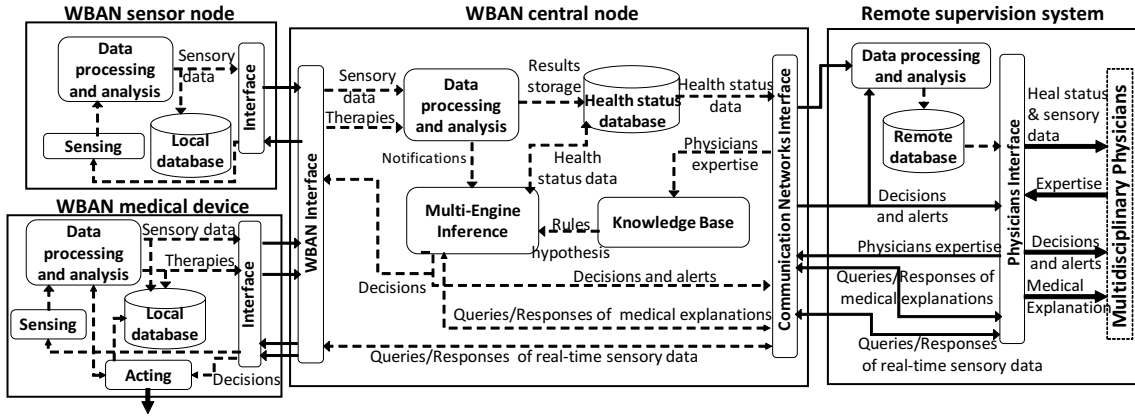 WBAN sensor node
Data
processing
and analysis
Sensory
data
Sensing
Local
database
Interface
WBAN medical device
Data
processing
and analysis
Sensory data
Therapies
Sensing
Local
database
Interface
Acting
Decisions
WBAN central node
WBAN Interface
Sensory
data
Therapies
Data
processing
and analysis
Results
storage
Health status
database
Health status
data
Notifications
Health
status data
Physicians
expertise
Multi-Engine
Inference
Rules
hypothesis
Knowledge Base
Decisions
Decisions and alerts
Queries/Responses of medical explanations
Queries/Responses of real-time sensory data
Communication Networks Interface
Remote supervision system
Data processing
and analysis
Remote
database
Decisions
and alerts
Physicians expertise
Queries/Responses of
medical explanations
Queries/Responses
of real-time sensory data
Physicians Interface
Heal status
& sensory
data
Expertise
Decisions
and alerts
Medical
Explanation
Multidisciplinary Physicians